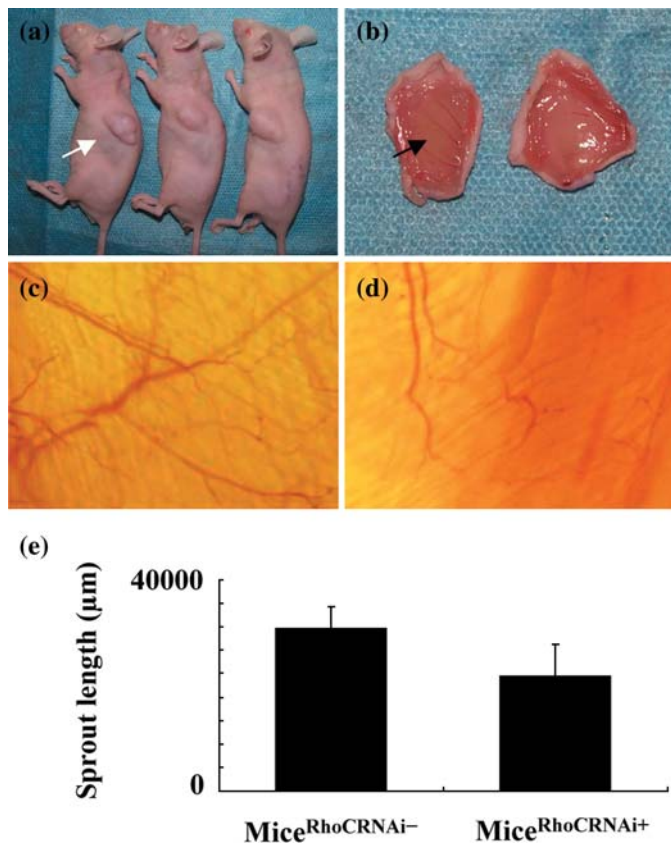 (a)
(b)
(c)
(d)
(e)
Sprout length (μm)
40000
0
Mice^RhoCRNAi−
Mice^RhoCRNAi+